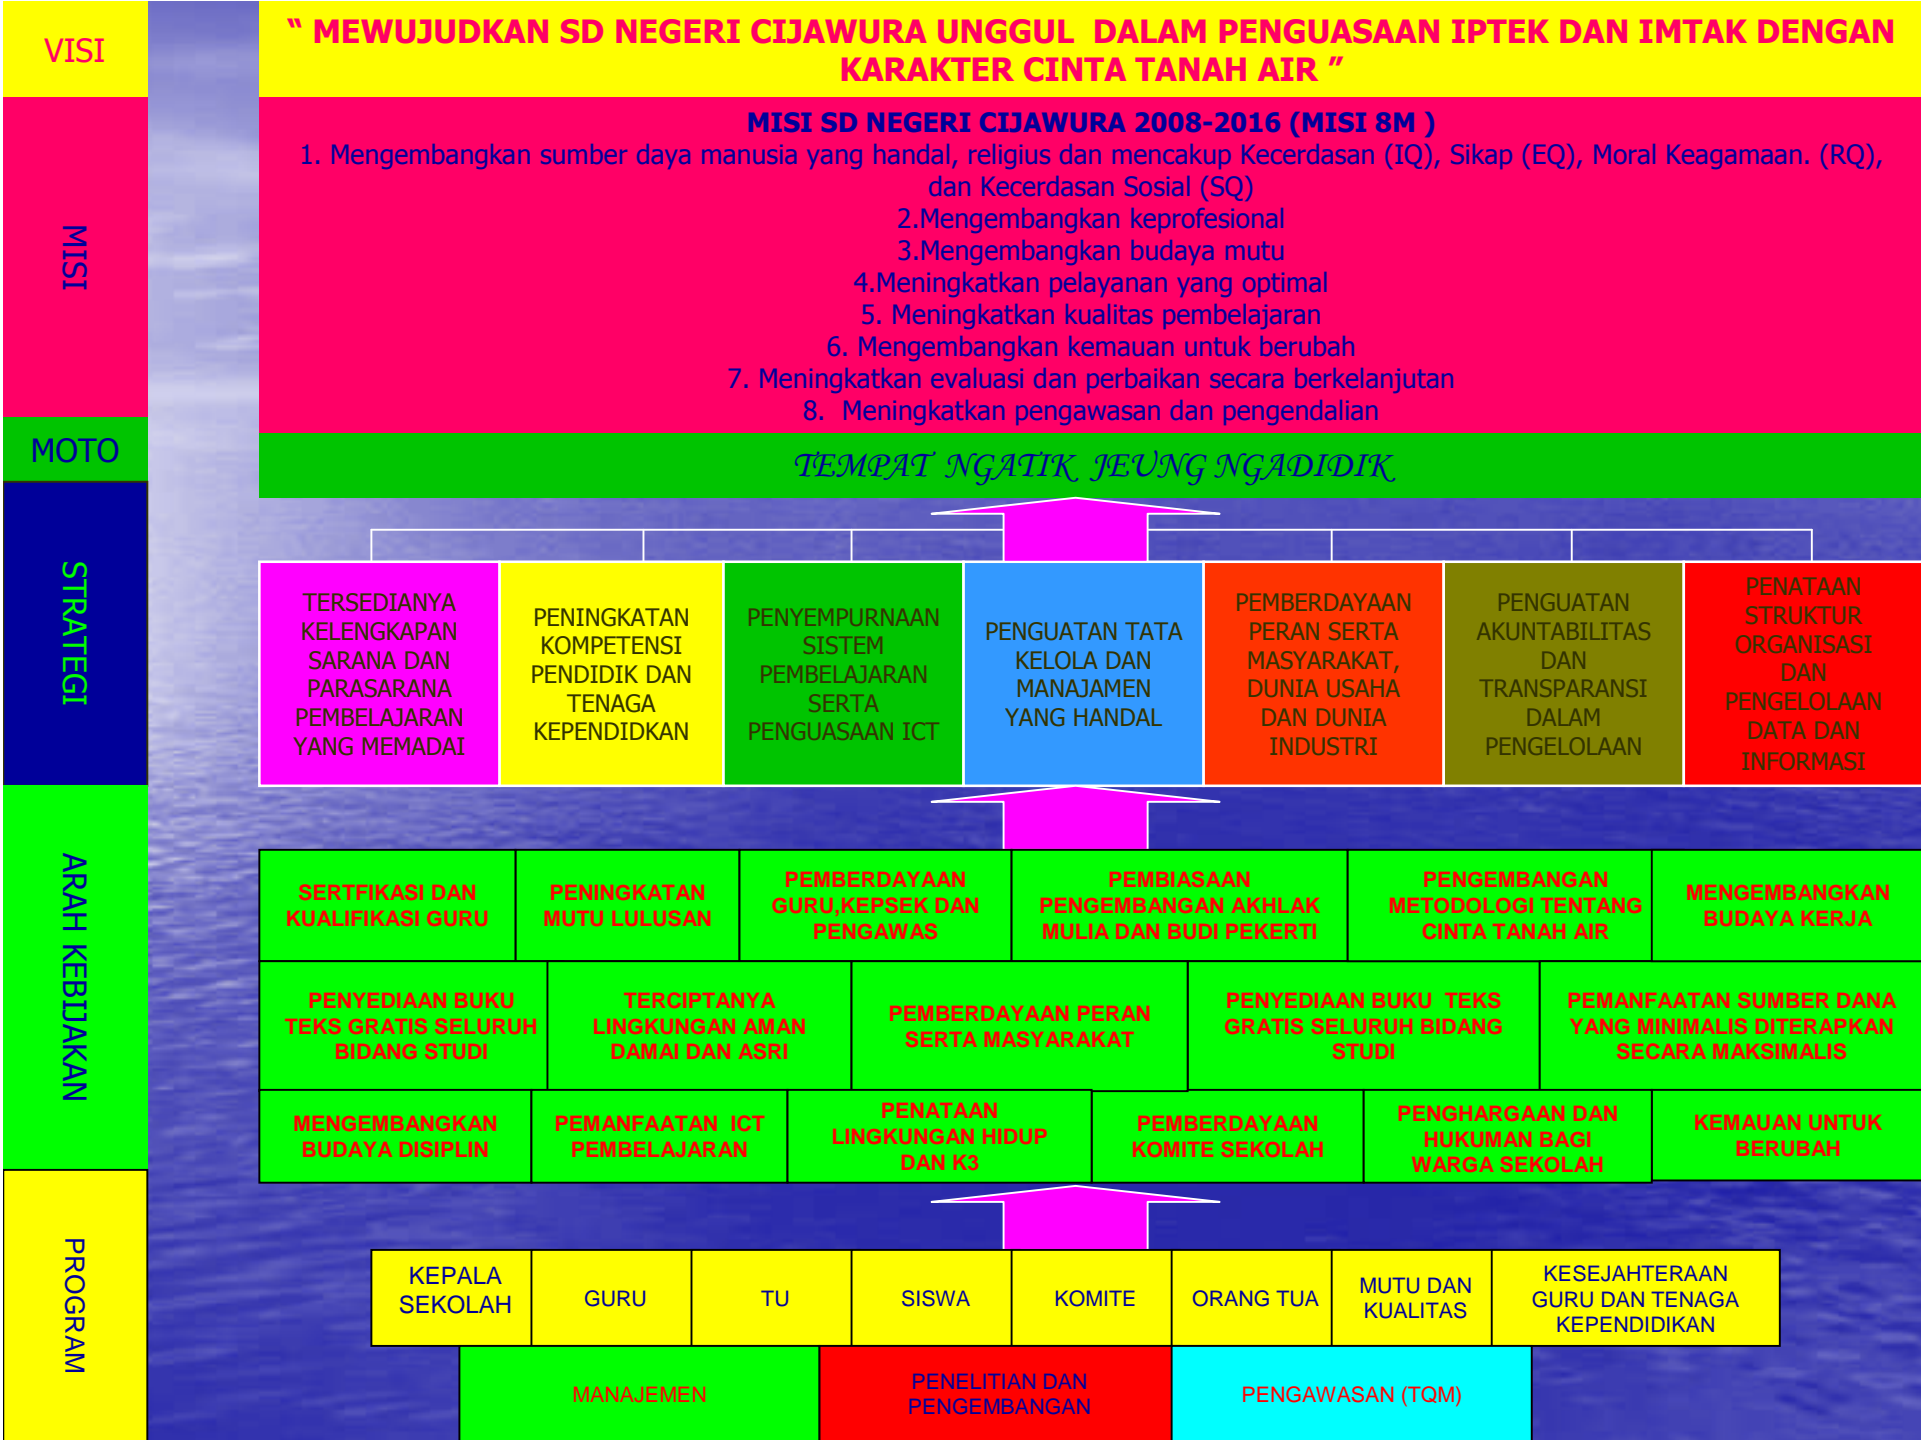 VISI
“ MEWUJUDKAN SD NEGERI CIJAWURA UNGGUL DALAM PENGUASAAN IPTEK DAN IMTAK DENGAN
KARAKTER CINTA TANAH AIR ”
MISI
MISI SD NEGERI CIJAWURA 2008-2016 (MISI 8M )
1. Mengembangkan sumber daya manusia yang handal, religius dan mencakup Kecerdasan (IQ), Sikap (EQ), Moral Keagamaan. (RQ),
dan Kecerdasan Sosial (SQ)
2.Mengembangkan keprofesional
3.Mengembangkan budaya mutu
4.Meningkatkan pelayanan yang optimal
5. Meningkatkan kualitas pembelajaran
6. Mengembangkan kemauan untuk berubah
7. Meningkatkan evaluasi dan perbaikan secara berkelanjutan
8. Meningkatkan pengawasan dan pengendalian
MOTO
TEMPAT NGATIK JEUNG NGADIDIK
STRATEGI
TERSEDIANYA
KELENGKAPAN
SARANA DAN
PARASARANA
PEMBELAJARAN
YANG MEMADAI
PENINGKATAN
KOMPETENSI
PENDIDIK DAN
TENAGA
KEPENDIDKAN
PENYEMPURNAAN
SISTEM
PEMBELAJARAN
SERTA
PENGUASAAN ICT
PENGUATAN TATA
KELOLA DAN
MANAJAMEN
YANG HANDAL
PEMBERDAYAAN
PERAN SERTA
MASYARAKAT,
DUNIA USAHA
DAN DUNIA
INDUSTRI
PENGUATAN
AKUNTABILITAS
DAN
TRANSPARANSI
DALAM
PENGELOLAAN
PENATAAN
STRUKTUR
ORGANISASI
DAN
PENGELOLAAN
DATA DAN
INFORMASI
ARAH KEBIJAKAN
SERTFIKASI DAN
KUALIFIKASI GURU
PENINGKATAN
MUTU LULUSAN
PEMBERDAYAAN
GURU,KEPSEK DAN
PENGAWAS
PEMBIASAAN
PENGEMBANGAN AKHLAK
MULIA DAN BUDI PEKERTI
PENGEMBANGAN
METODOLOGI TENTANG
CINTA TANAH AIR
MENGEMBANGKAN
BUDAYA KERJA
PENYEDIAAN BUKU
TEKS GRATIS SELURUH
BIDANG STUDI
TERCIPTANYA
LINGKUNGAN AMAN
DAMAI DAN ASRI
PEMBERDAYAAN PERAN
SERTA MASYARAKAT
PENYEDIAAN BUKU TEKS
GRATIS SELURUH BIDANG
STUDI
PEMANFAATAN SUMBER DANA
YANG MINIMALIS DITERAPKAN
SECARA MAKSIMALIS
MENGEMBANGKAN
BUDAYA DISIPLIN
PEMANFAATAN ICT
PEMBELAJARAN
PENATAAN
LINGKUNGAN HIDUP
DAN K3
PEMBERDAYAAN
KOMITE SEKOLAH
PENGHARGAAN DAN
HUKUMAN BAGI
WARGA SEKOLAH
KEMAUAN UNTUK
BERUBAH
PROGRAM
KEPALA
SEKOLAH
GURU
TU
SISWA
KOMITE
ORANG TUA
MUTU DAN
KUALITAS
KESEJAHTERAAN
GURU DAN TENAGA
KEPENDIDIKAN
MANAJEMEN
PENELITIAN DAN
PENGEMBANGAN
PENGAWASAN (TQM)